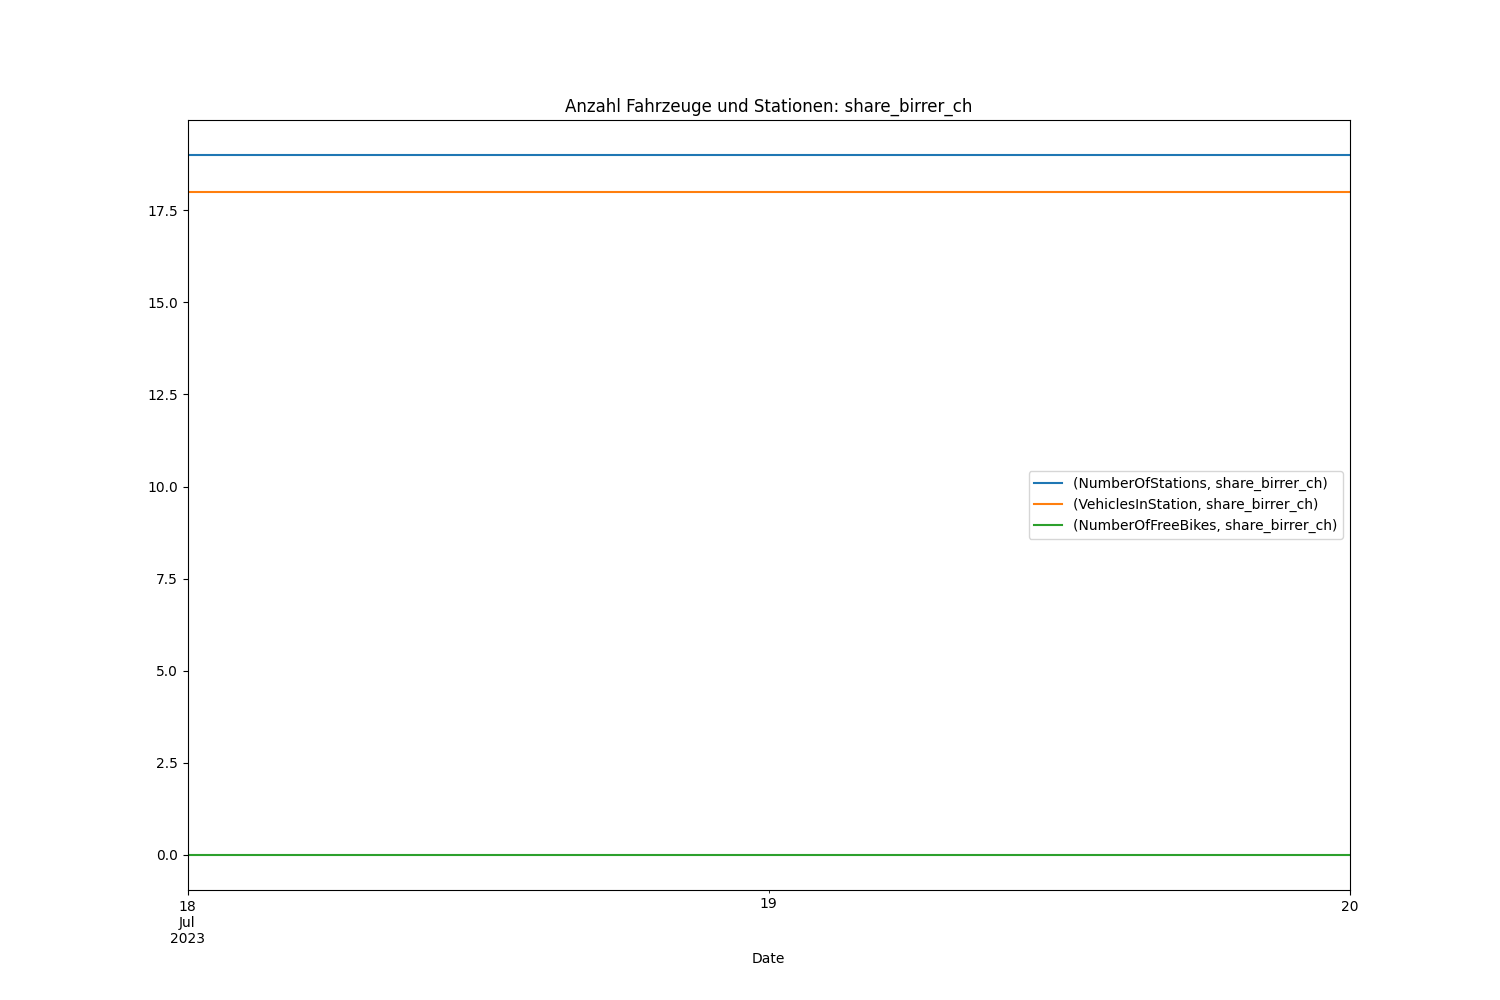 Anzahl Fahrzeuge und Stationen: share_birrer_ch
17.5
15.0
12.5
10.0
7.5
5.0
2.5
0.0
(NumberOfStations, share_birrer_ch)
(VehiclesInStation, share_birrer_ch)
(NumberOfFreeBikes, share_birrer_ch)
18 19 20
Jul
2023
Date